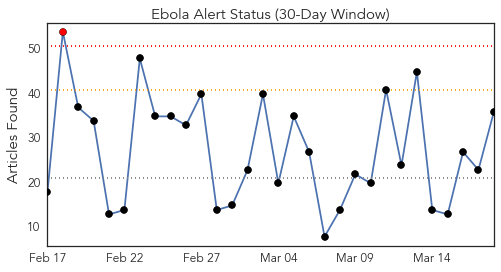 Ebola Alert Status (30-Day Window)
Articles Found
50
40
30
20
10
Feb 17 Feb 22 Feb 27 Mar 04 Mar 09 Mar 14